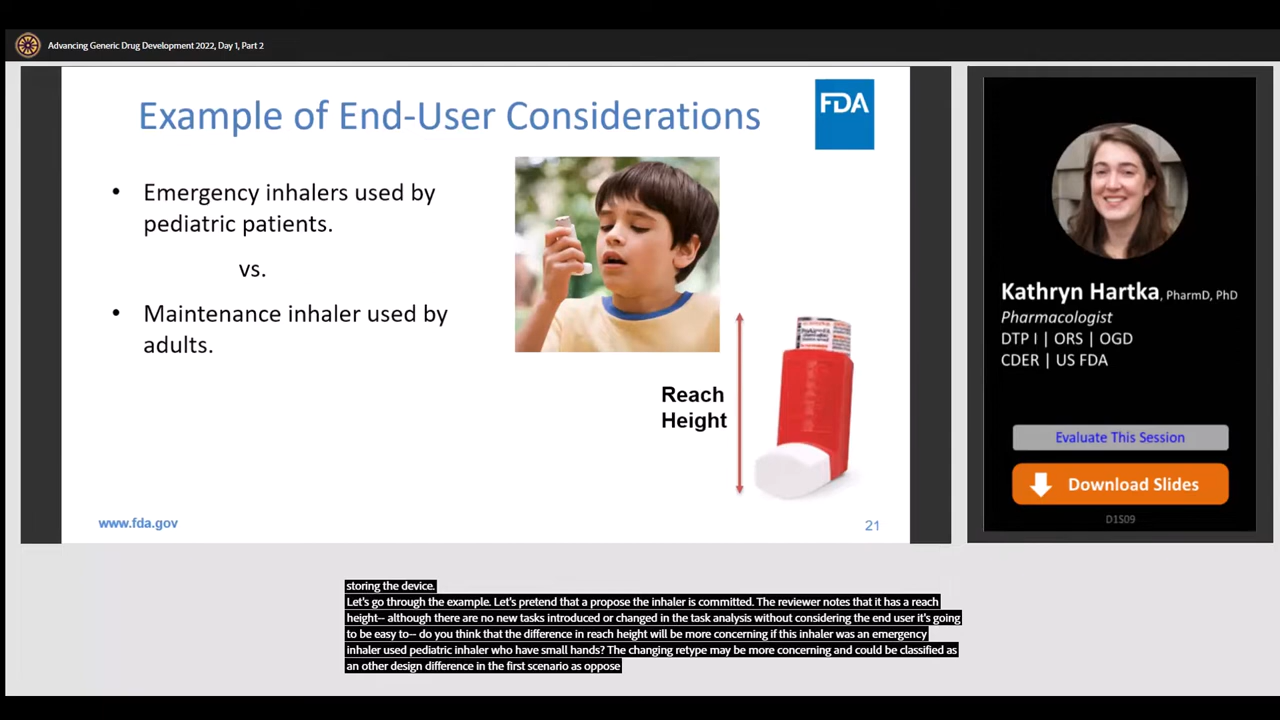 Advancing Generic Drug Development 2022, Day 1, Part 2
Example of End-User Considerations
FDA
• Emergency inhalers used by
pediatric patients.
vs.
• Maintenance inhaler used by
adults.
Reach
Height
www.fda.gov
21
Kathryn Hartka, PharmD, PhD
Pharmacologist
DTP I | ORS | OGD
CDER | US FDA
Evaluate This Session
Download Slides
D1S09
storing the device.
Let's go through the example. Let's pretend that a propose the inhaler is committed. The reviewer notes that it has a reach
height-- although there are no new tasks introduced or changed in the task analysis without considering the end user it's going
to be easy to-- do you think that the difference in reach height will be more concerning if this inhaler was an emergency
inhaler used pediatric inhaler who have small hands? The changing retype may be more concerning and could be classified as
an other design difference in the first scenario as oppose